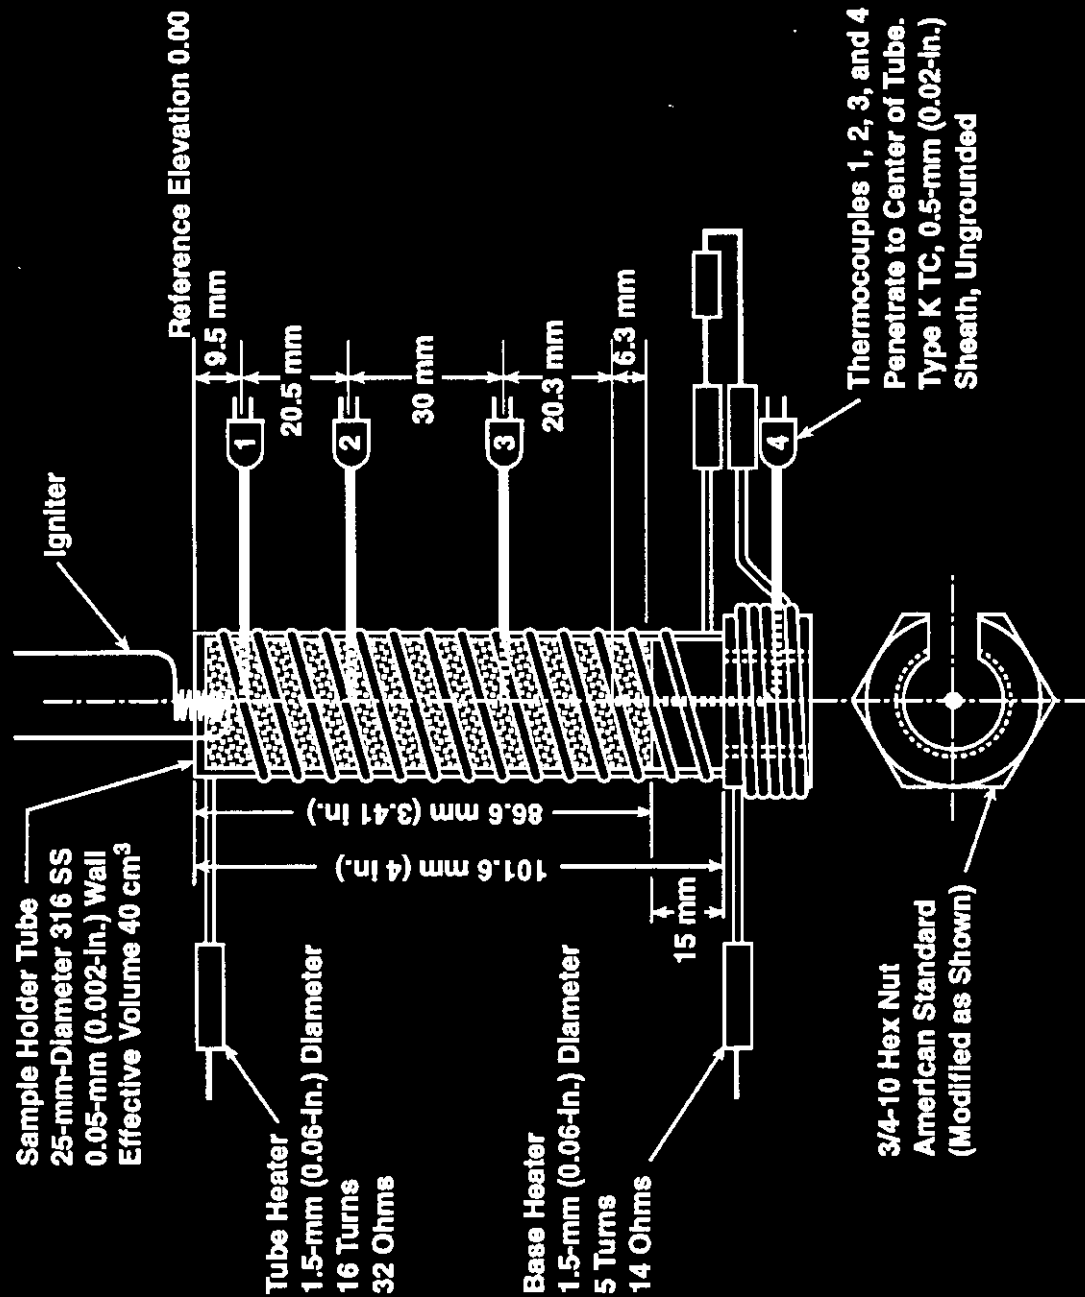 Sample Holder Tube
25-mm-Diameter 316 SS
0.05-mm (0.002-in.) Wall
Effective Volume 40 cm³
Igniter
Reference Elevation 0.00
9.5 mm
20.5 mm
30 mm
20.3 mm
6.3 mm
1
2
3
4
86.6 mm (3.41 in.)
101.6 mm (4 in.)
15 mm
Tube Heater
1.5-mm (0.06-in.) Diameter
16 Turns
32 Ohms
Base Heater
1.5-mm (0.06-in.) Diameter
5 Turns
14 Ohms
Thermocouples 1, 2, 3, and 4
Penetrate to Center of Tube.
Type K TC, 0.5-mm (0.02-in.)
Sheath, Ungrounded
3/4-10 Hex Nut
American Standard
(Modified as Shown)